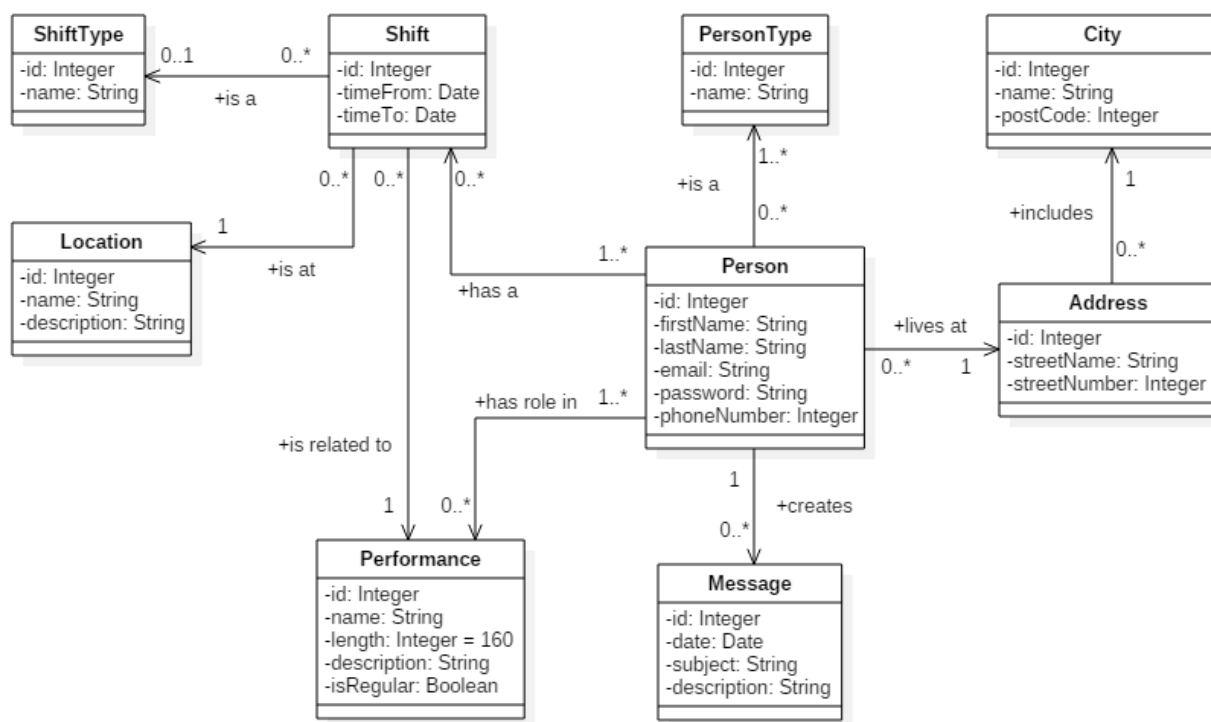 ShiftType
-id: Integer
-name: String
0..1
0..*
+is a
Shift
-id: Integer
-timeFrom: Date
-timeTo: Date
PersonType
-id: Integer
-name: String
City
-id: Integer
-name: String
-postCode: Integer
0..*
0..*
0..*
1..*
+is a
0..*
1
+includes
0..*
Location
-id: Integer
-name: String
-description: String
1
+is at
+has a
1..*
Person
-id: Integer
-firstName: String
-lastName: String
-email: String
-password: String
-phoneNumber: Integer
+lives at
0..*
1
Address
-id: Integer
-streetName: String
-streetNumber: Integer
+has role in
1..*
+is related to
1
0..*
1
+creates
0..*
Performance
-id: Integer
-name: String
-length: Integer = 160
-description: String
-isRegular: Boolean
Message
-id: Integer
-date: Date
-subject: String
-description: String